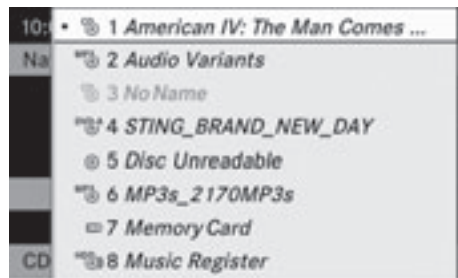 10:
• 1 American IV: The Man Comes ...
Na
2 Audio Variants
3 No Name
4 STING_BRAND_NEW_DAY
5 Disc Unreadable
6 MP3s_2170MP3s
7 Memory Card
CD
8 Music Register